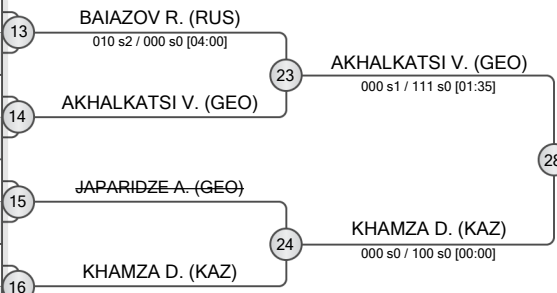 13
BAIAZOV R. (RUS)
010 s2 / 000 s0 [04:00]
23
AKHALKATSI V. (GEO)
000 s1 / 111 s0 [01:35]
14
AKHALKATSI V. (GEO)
28
15
JAPARIDZE A. (GEO)
24
KHAMZA D. (KAZ)
000 s0 / 100 s0 [00:00]
16
KHAMZA D. (KAZ)